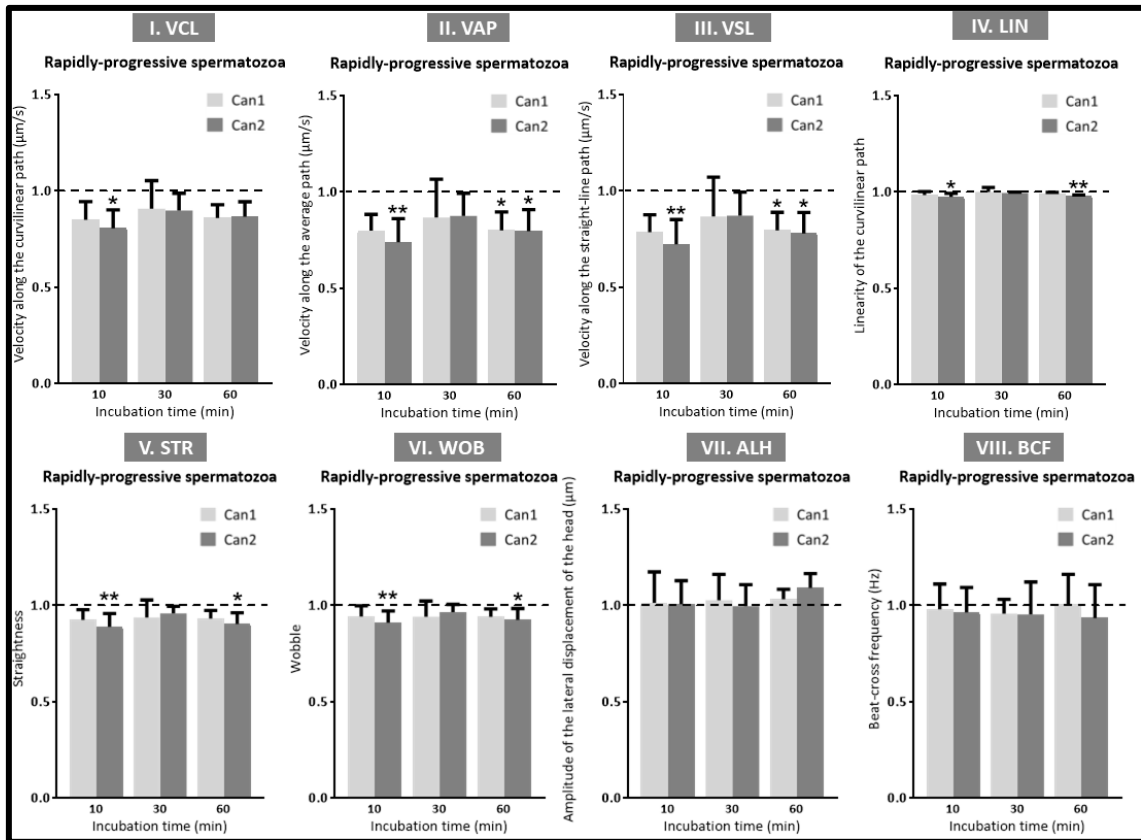 I. VCL
Rapidly-progressive spermatozoa
Velocity along the curvilinear path (µm/s)
1.5
1.0
0.5
0.0
Can1
Can2
*
10 30 60
Incubation time (min)
II. VAP
Rapidly-progressive spermatozoa
Velocity along the average path (µm/s)
1.5
1.0
0.5
0.0
Can1
Can2
** * *
10 30 60
Incubation time (min)
III. VSL
Rapidly-progressive spermatozoa
Velocity along the straight-line path (µm/s)
1.5
1.0
0.5
0.0
Can1
Can2
** * *
10 30 60
Incubation time (min)
IV. LIN
Rapidly-progressive spermatozoa
Linearity of the curvilinear path
1.5
1.0
0.5
0.0
Can1
Can2
* **
10 30 60
Incubation time (min)
V. STR
Rapidly-progressive spermatozoa
Straightness
1.5
1.0
0.5
0.0
Can1
Can2
** *
10 30 60
Incubation time (min)
VI. WOB
Rapidly-progressive spermatozoa
Wobble
1.5
1.0
0.5
0.0
Can1
Can2
** *
10 30 60
Incubation time (min)
VII. ALH
Rapidly-progressive spermatozoa
Amplitude of the lateral displacement of the head (µm)
1.5
1.0
0.5
0.0
Can1
Can2
10 30 60
Incubation time (min)
VIII. BCF
Rapidly-progressive spermatozoa
Beat-cross frequency (Hz)
1.5
1.0
0.5
0.0
Can1
Can2
10 30 60
Incubation time (min)